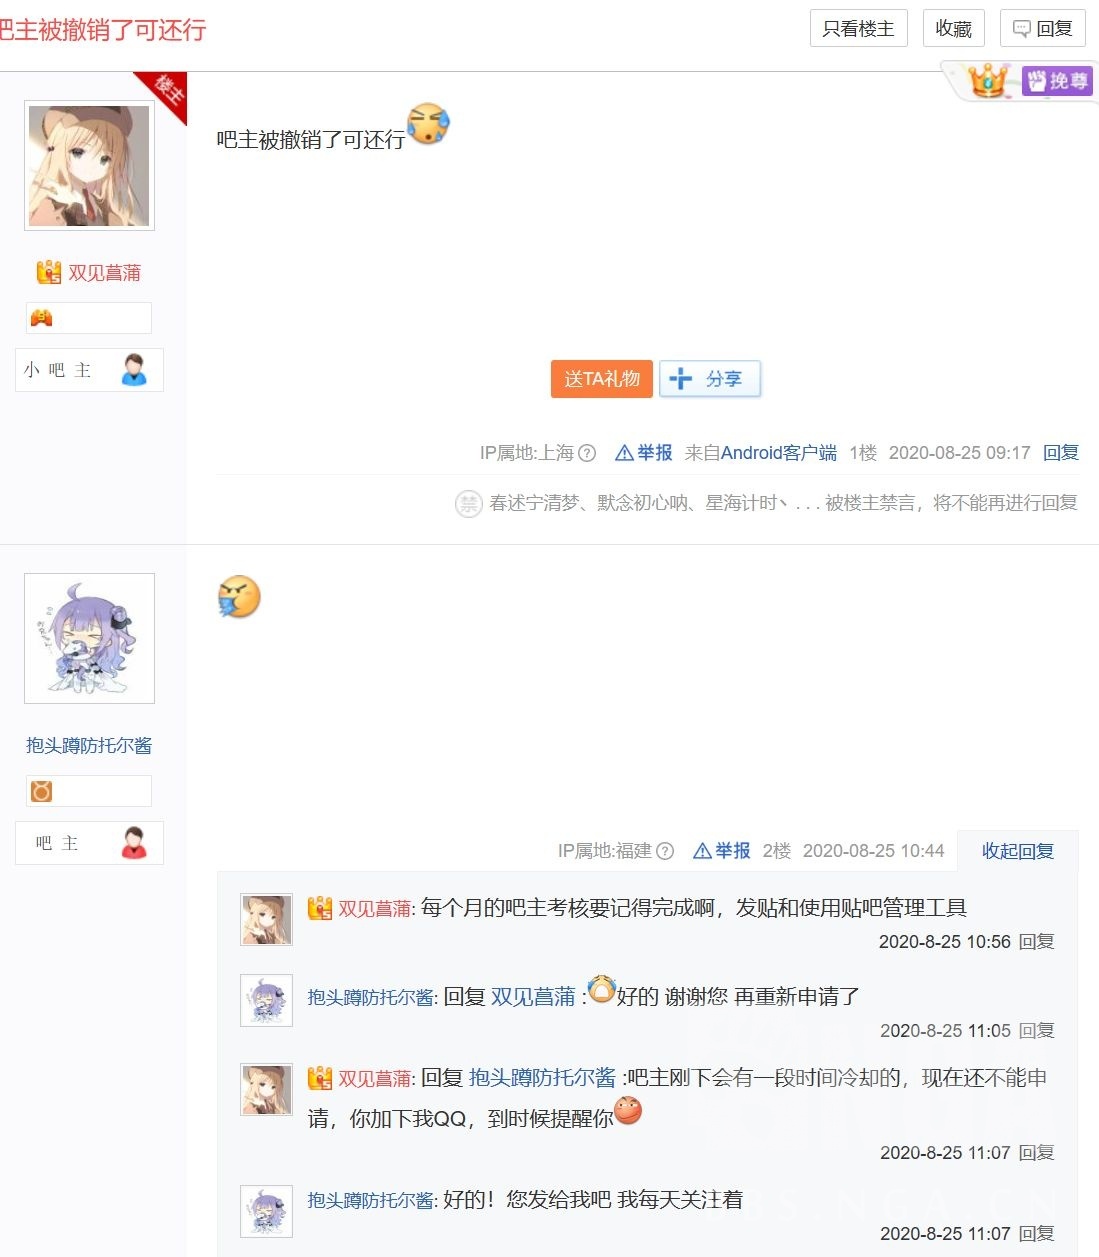 吧主被撤销了可还行
只看楼主 收藏 回复
挽尊
楼主
吧主被撤销了可还行
双见菖蒲
小吧主
送TA礼物 分享
IP属地:上海 举报 来自Android客户端 1楼 2020-08-25 09:17 回复
禁 春述宁清梦、默念初心呐、星海计时丶... 被楼主禁言，将不能再进行回复
抱头蹲防托尔酱
吧主
IP属地:福建 举报 2楼 2020-08-25 10:44 收起回复
双见菖蒲: 每个月的吧主考核要记得完成啊，发贴和使用贴吧管理工具
2020-8-25 10:56 回复
抱头蹲防托尔酱: 回复 双见菖蒲 :好的 谢谢您 再重新申请了
2020-8-25 11:05 回复
双见菖蒲: 回复 抱头蹲防托尔酱 :吧主刚下会有一段时间冷却的，现在还不能申
请，你加下我QQ，到时候提醒你
2020-8-25 11:07 回复
抱头蹲防托尔酱: 好的！您发给我吧 我每天关注着
BBS.NGA.CN
2020-8-25 11:07 回复